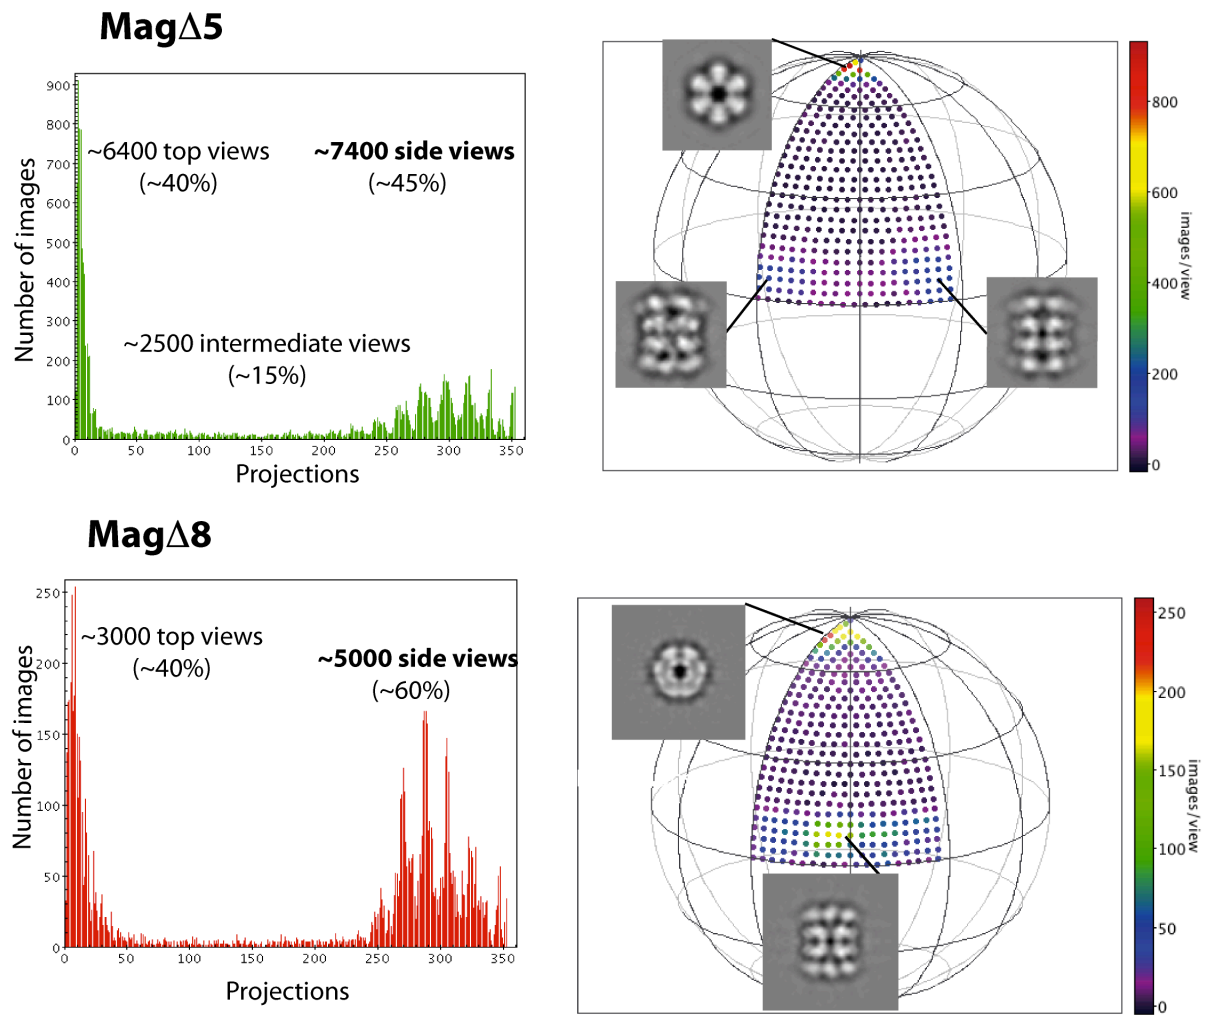 MagΔ5
Number of images
900
800
700
600
500
400
300
200
100
0
~6400 top views
(~40%)
~7400 side views
(~45%)
~2500 intermediate views
(~15%)
0 50 100 150 200 250 300 350
Projections
800
600
400
200
0
images/view
MagΔ8
Number of images
250
200
150
100
50
0
~3000 top views
(~40%)
~5000 side views
(~60%)
0 50 100 150 200 250 300 350
Projections
250
200
150
100
50
0
images/view